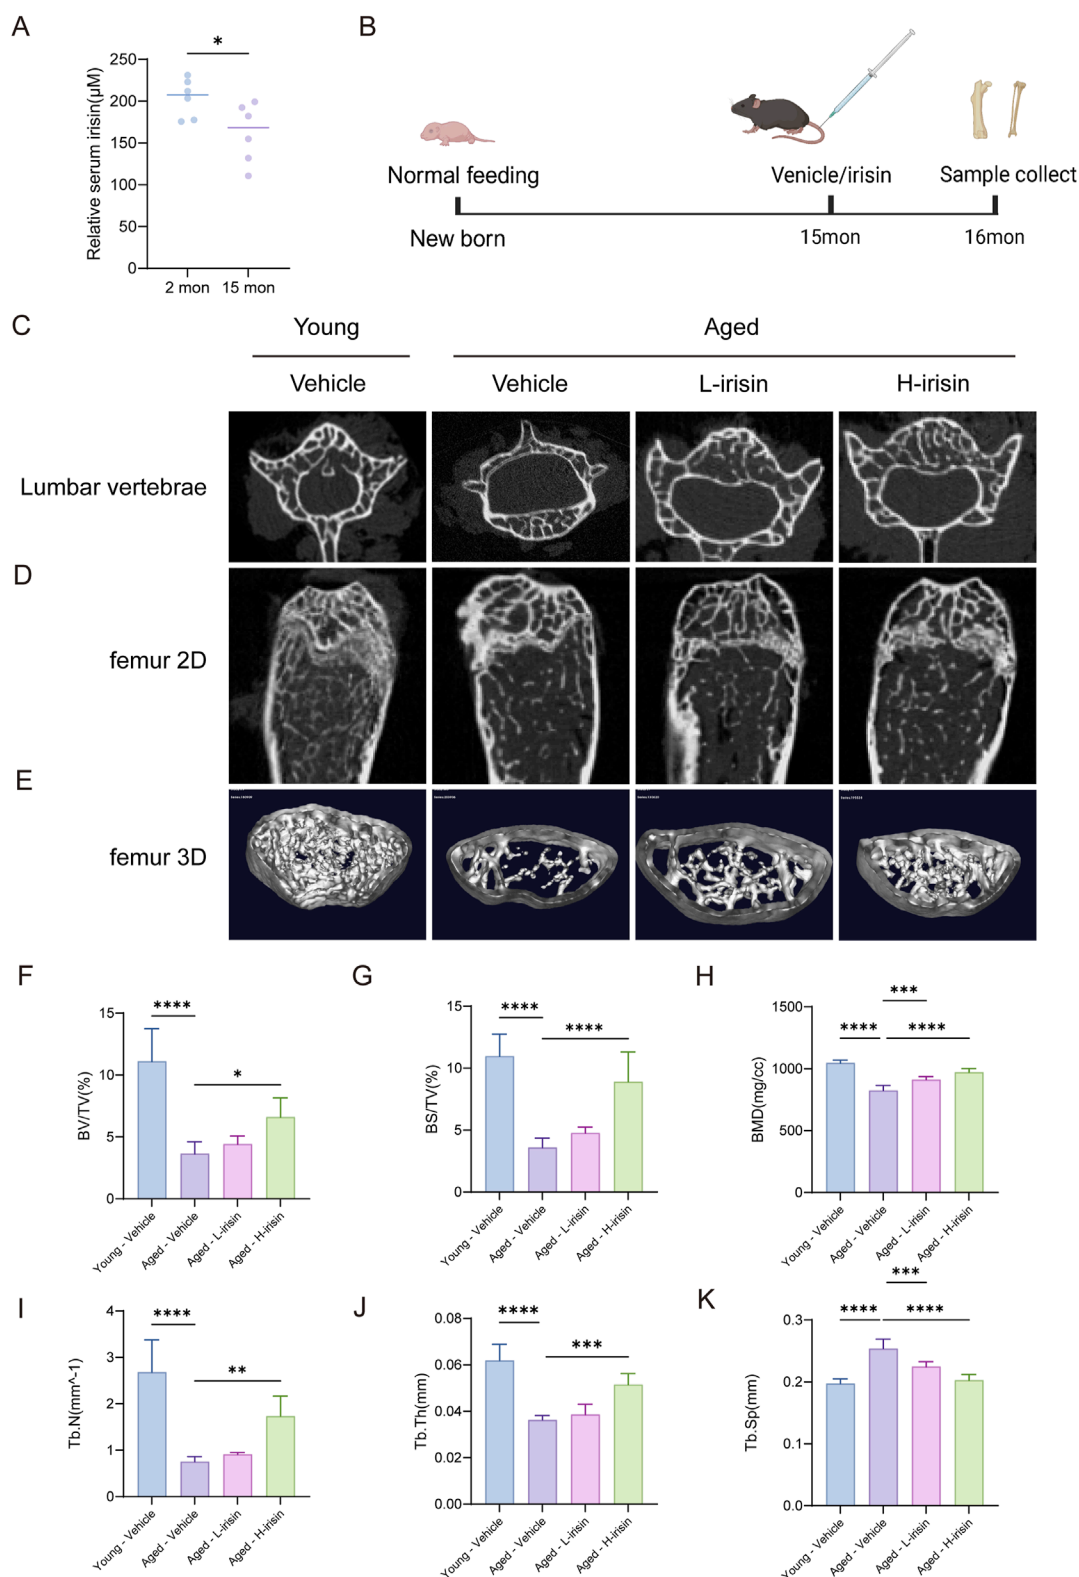 A
B
*
250
200
150
100
50
0
Relative serum irisin(μM)
2 mon
15 mon
Normal feeding
Venicle/irisin
Sample collect
New born
15mon
16mon
C
Young
Aged
Vehicle
Vehicle
L-irisin
H-irisin
Lumbar vertebrae
D
femur 2D
E
femur 3D
F
15
10
5
0
BV/TV(%)
****
*
Young - Vehicle
Aged - Vehicle
Aged - L-irisin
Aged - H-irisin
G
15
10
5
0
BS/TV(%)
****
****
Young - Vehicle
Aged - Vehicle
Aged - L-irisin
Aged - H-irisin
H
1500
1000
500
0
BMD(mg/cc)
***
****
****
Young - Vehicle
Aged - Vehicle
Aged - L-irisin
Aged - H-irisin
I
4
3
2
1
0
Tb.N(mm^-1)
****
**
Young - Vehicle
Aged - Vehicle
Aged - L-irisin
Aged - H-irisin
J
0.08
0.06
0.04
0.02
0.00
Tb.Th(mm)
****
***
Young - Vehicle
Aged - Vehicle
Aged - L-irisin
Aged - H-irisin
K
0.3
0.2
0.1
0.0
Tb.Sp(mm)
***
****
****
Young - Vehicle
Aged - Vehicle
Aged - L-irisin
Aged - H-irisin